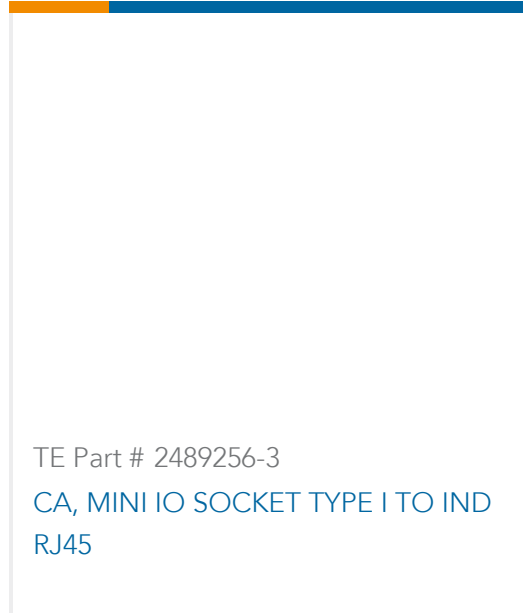 TE Part # 2489256-3
CA, MINI IO SOCKET TYPE I TO IND
RJ45